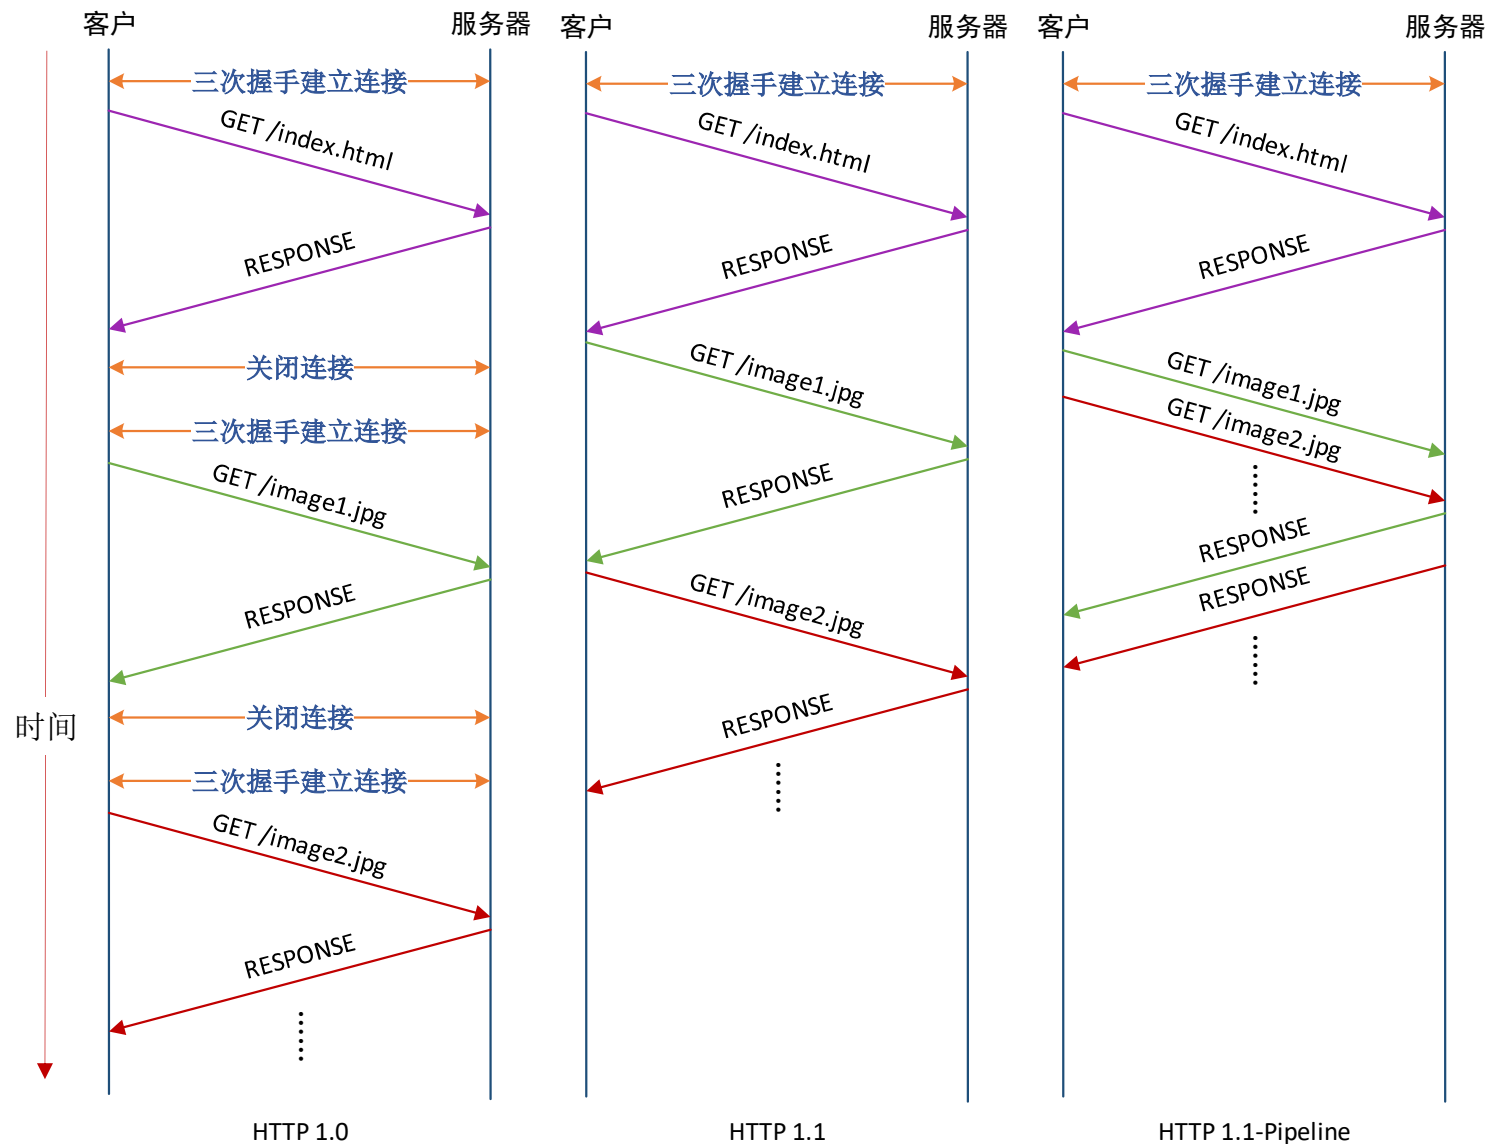 客户
服务器
三次握手建立连接
GET /index.html
RESPONSE
关闭连接
三次握手建立连接
GET /image1.jpg
RESPONSE
关闭连接
三次握手建立连接
GET /image2.jpg
RESPONSE
HTTP 1.0
客户
服务器
三次握手建立连接
GET /index.html
RESPONSE
GET /image1.jpg
RESPONSE
GET /image2.jpg
RESPONSE
HTTP 1.1
客户
服务器
三次握手建立连接
GET /index.html
RESPONSE
GET /image1.jpg
GET /image2.jpg
RESPONSE
RESPONSE
HTTP 1.1-Pipeline
时间